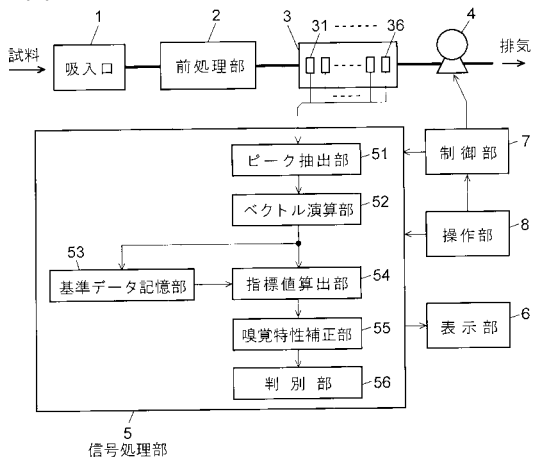 1
2
3
31
36
4
試料
吸入口
前処理部
排気
ピーク抽出部
51
制御部
7
ベクトル演算部
52
53
操作部
8
基準データ記憶部
指標値算出部
54
嗅覚特性補正部
55
表示部
6
判別部
56
5
信号処理部